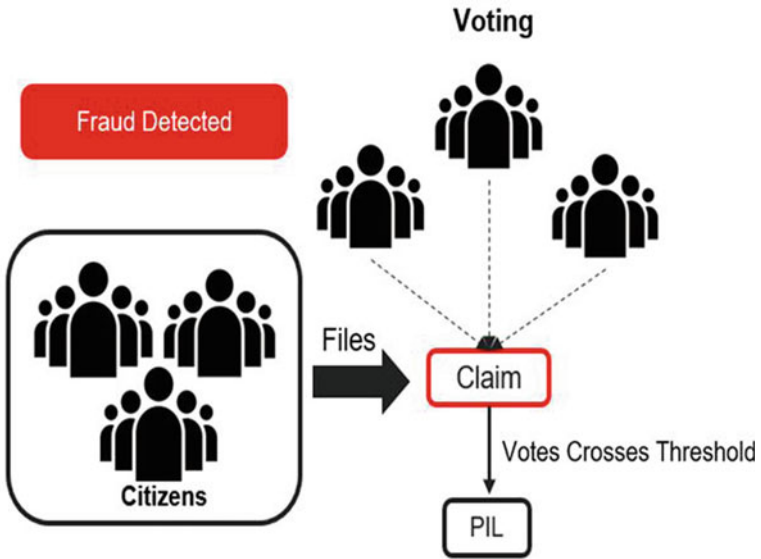 Voting
Fraud Detected
Files
Claim
Citizens
Votes Crosses Threshold
PIL